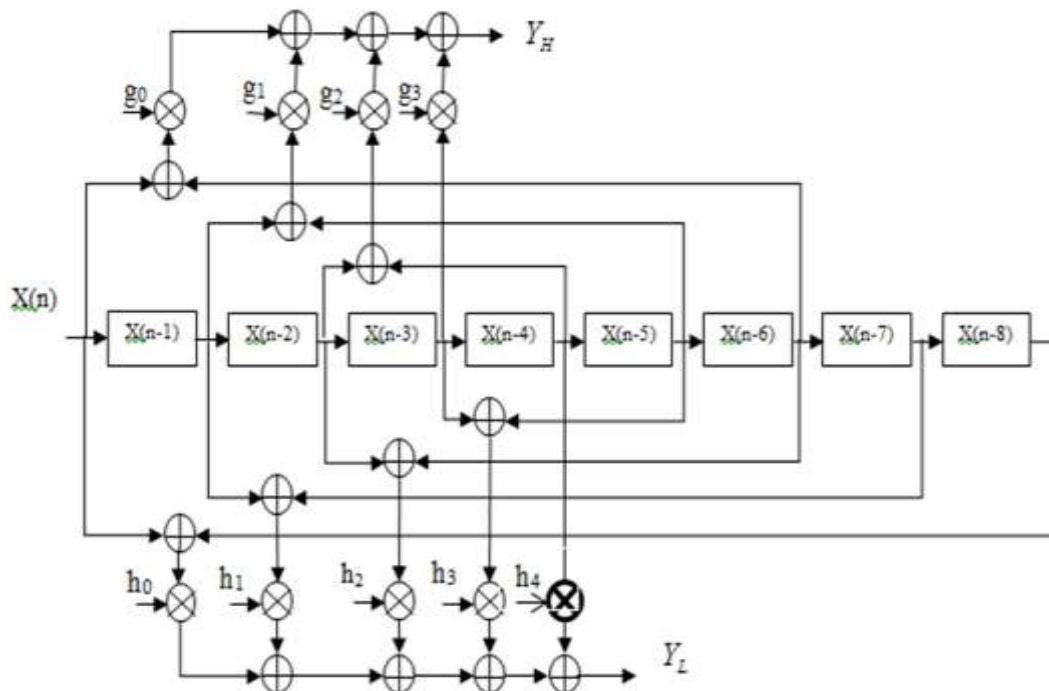 Y_H
g₀ g₁ g₂ g₃
X(n)
X(n-1) X(n-2) X(n-3) X(n-4) X(n-5) X(n-6) X(n-7) X(n-8)
h₀ h₁ h₂ h₃ h₄
Y_L